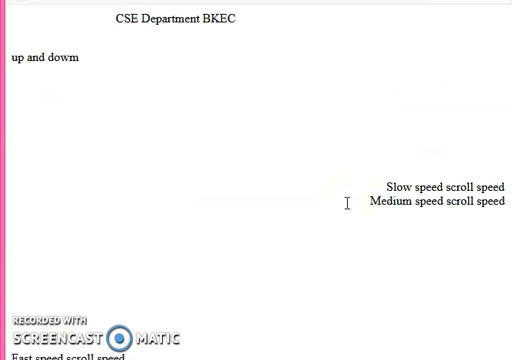 CSE Department BKEC
up and dowm
Slow speed scroll speed
Medium speed scroll speed
RECORDED WITH
SCREENCAST MATIC
Fast speed scroll speed